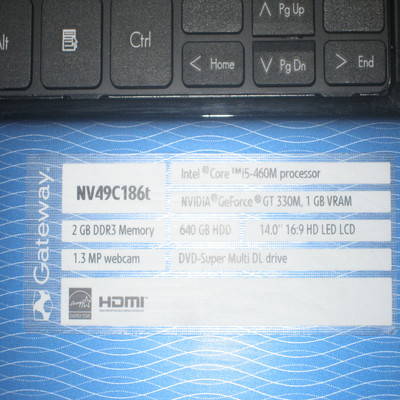 Alt
Ctrl
Pg Up
< Home
Pg Dn
> End
Gateway
NV49C186t
Intel® Core™i5-460M processor
NVIDIA® GeForce® GT 330M, 1 GB VRAM
2 GB DDR3 Memory
640 GB HDD
14.0" 16:9 HD LED LCD
1.3 MP webcam
DVD-Super Multi DL drive
HDMI